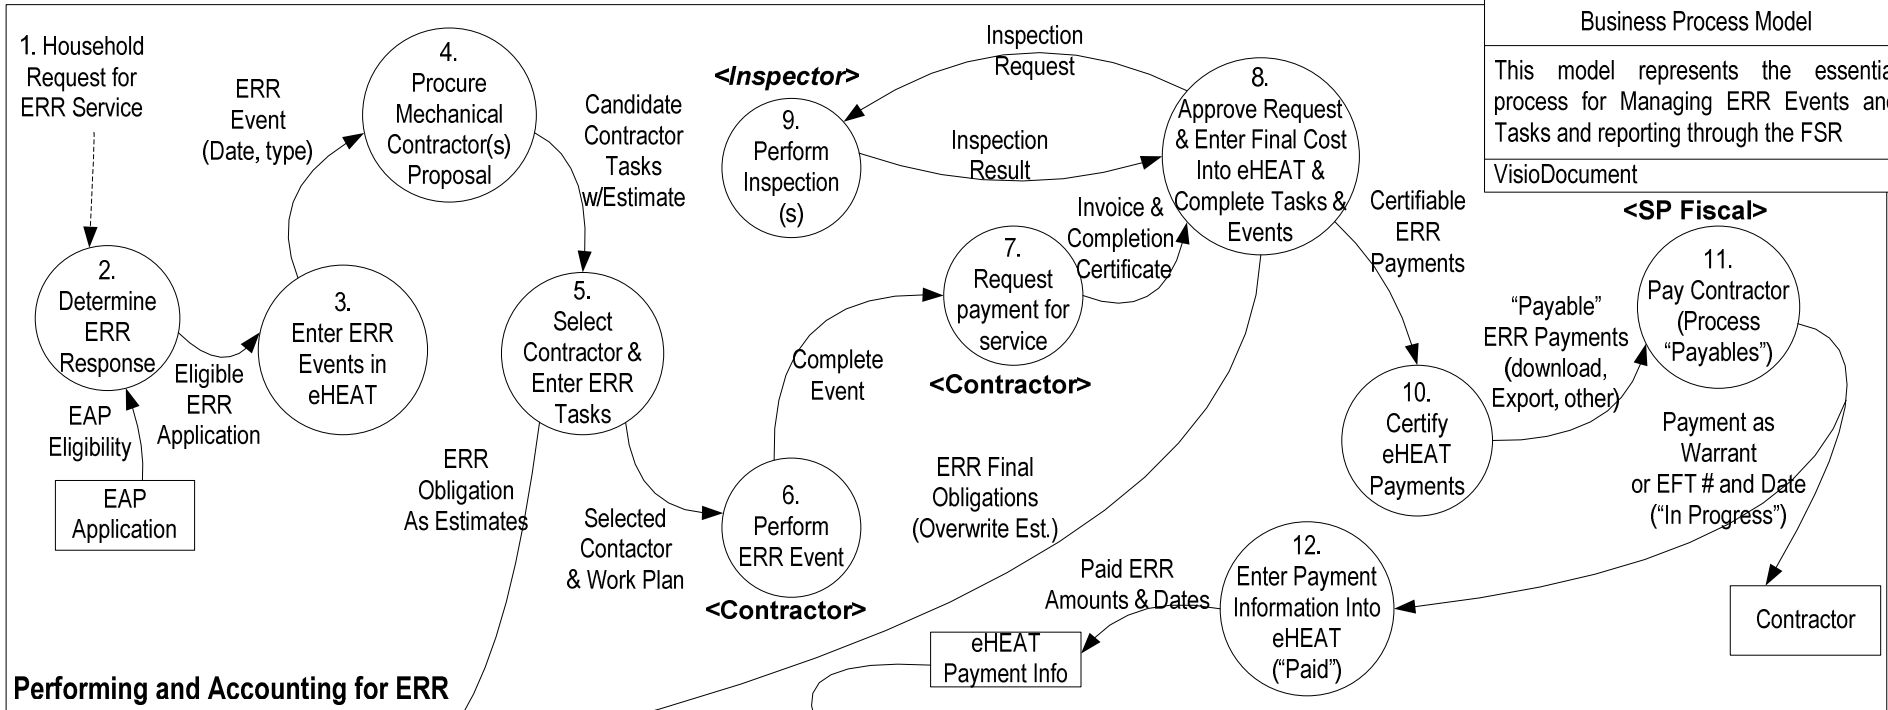 Business Process Model
This model represents the essentia
process for Managing ERR Events and
Tasks and reporting through the FSR
VisioDocument
1. Household
Request for
ERR Service
2.
Determine
ERR
Response
EAP
Eligibility
EAP
Application
Eligible
ERR
Application
3.
Enter ERR
Events in
eHEAT
ERR
Event
(Date, type)
4.
Procure
Mechanical
Contractor(s)
Proposal
Candidate
Contractor
Tasks
w/Estimate
5.
Select
Contractor &
Enter ERR
Tasks
ERR
Obligation
As Estimates
Selected
Contactor
& Work Plan
6.
Perform
ERR Event
<Contractor>
Complete
Event
7.
Request
payment for
service
<Contractor>
Invoice &
Completion
Certificate
8.
Approve Request
& Enter Final Cost
Into eHEAT &
Complete Tasks &
Events
Inspection
Request
<Inspector>
9.
Perform
Inspection
(s)
Inspection
Result
ERR Final
Obligations
(Overwrite Est.)
Certifiable
ERR
Payments
10.
Certify
eHEAT
Payments
“Payable”
ERR Payments
(download,
Export, other)
<SP Fiscal>
11.
Pay Contractor
(Process
“Payables”)
Payment as
Warrant
or EFT # and Date
(“In Progress”)
Contractor
12.
Enter Payment
Information Into
eHEAT
(“Paid”)
Paid ERR
Amounts & Dates
eHEAT
Payment Info
Performing and Accounting for ERR